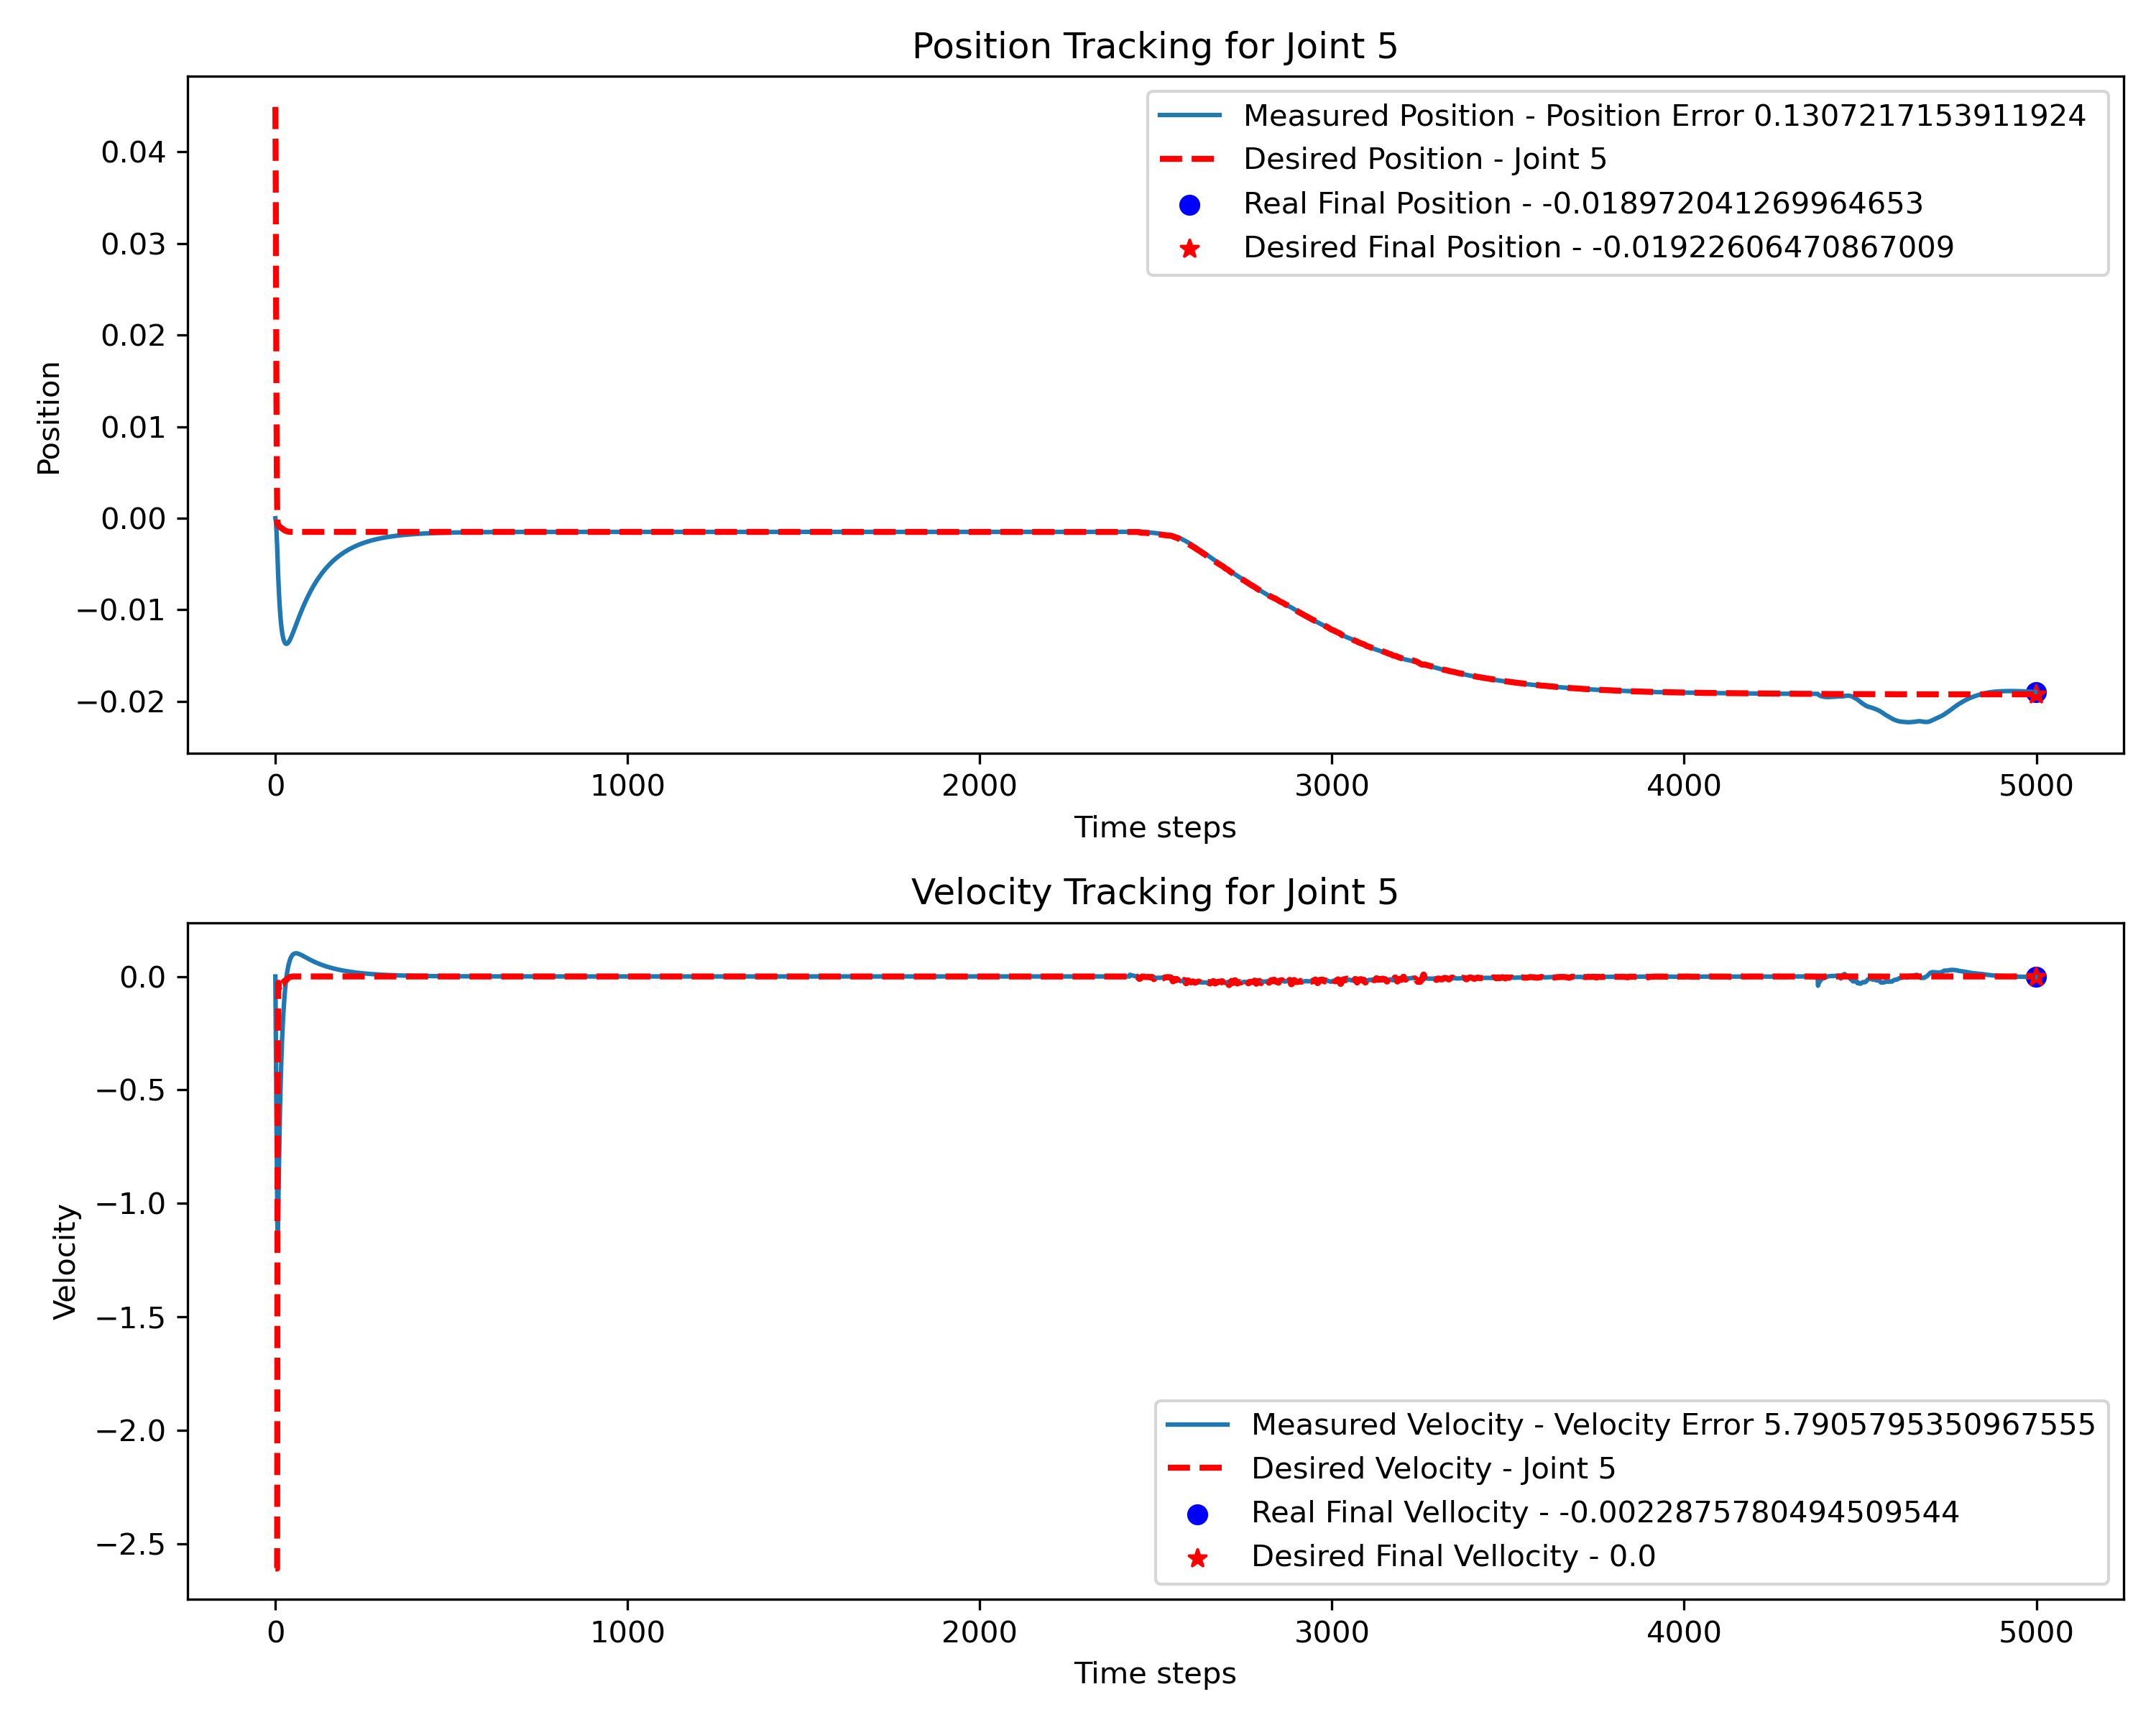 Position Tracking for Joint 5
Measured Position - Position Error 0.1307217153911924
Desired Position - Joint 5
Real Final Position - -0.018972041269964653
Desired Final Position - -0.01922606470867009
0.04
0.03
0.02
0.01
0.00
−0.01
−0.02
Position
0 1000 2000 3000 4000 5000
Time steps
Velocity Tracking for Joint 5
0.0
−0.5
−1.0
−1.5
−2.0
−2.5
Velocity
Measured Velocity - Velocity Error 5.7905795350967555
Desired Velocity - Joint 5
Real Final Vellocity - -0.0022875780494509544
Desired Final Vellocity - 0.0
0 1000 2000 3000 4000 5000
Time steps